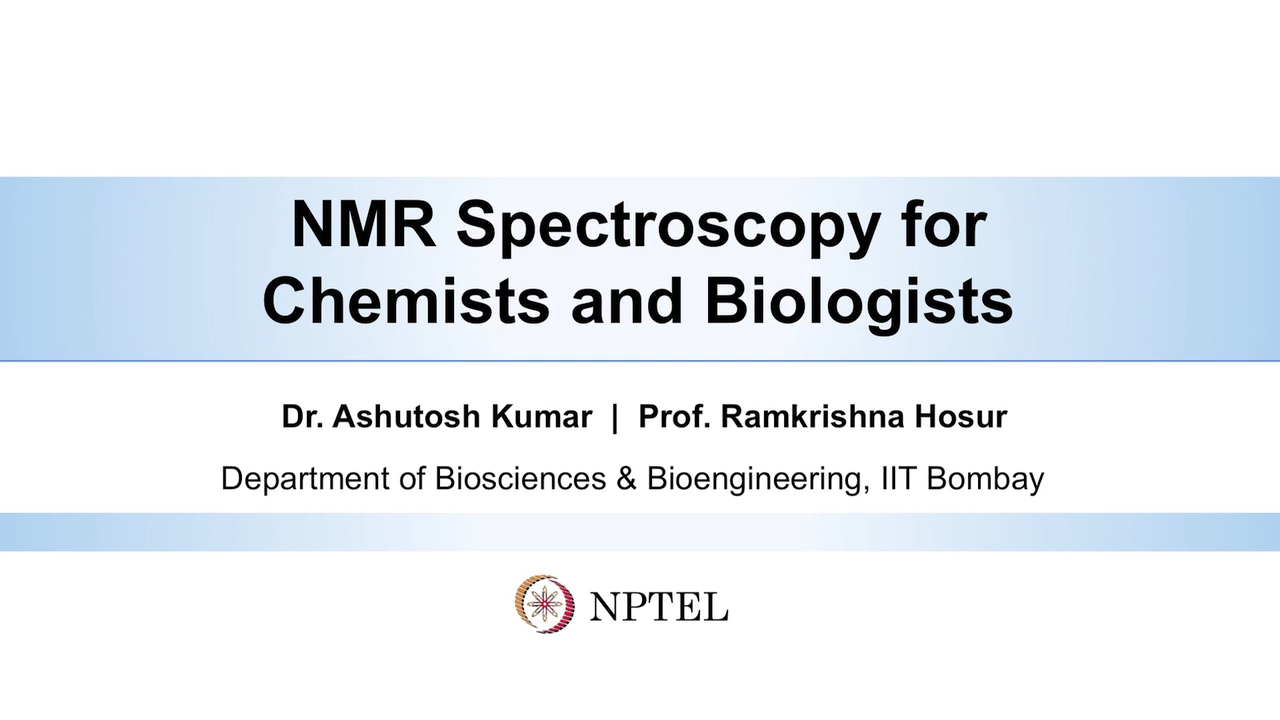 NMR Spectroscopy for
Chemists and Biologists
Dr. Ashutosh Kumar | Prof. Ramkrishna Hosur
Department of Biosciences & Bioengineering, IIT Bombay
NPTEL